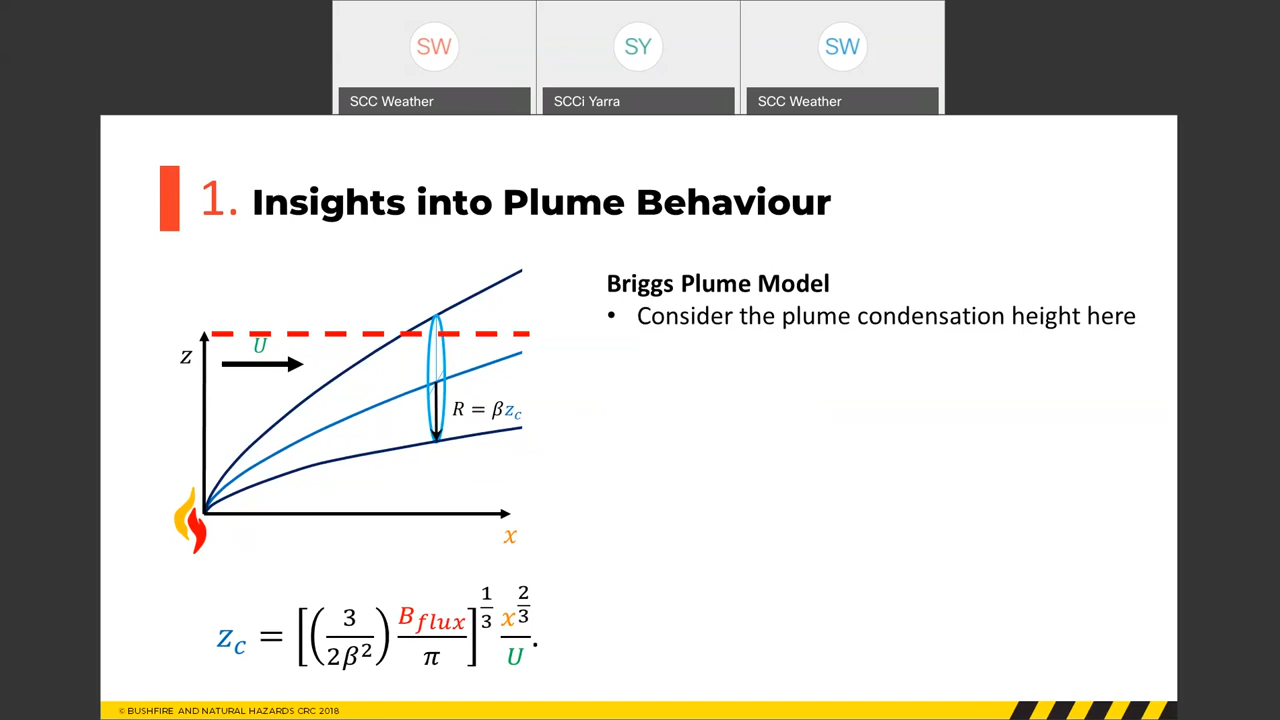 SW
SY
SW
SCC Weather
SCCi Yarra
SCC Weather
1. Insights into Plume Behaviour
Briggs Plume Model
• Consider the plume condensation height here
z
U
R = βz_c
x
z_c = [(3/2β²) B_flux/π]^{1/3} x^{2/3}/U.
© BUSHFIRE AND NATURAL HAZARDS CRC 2018